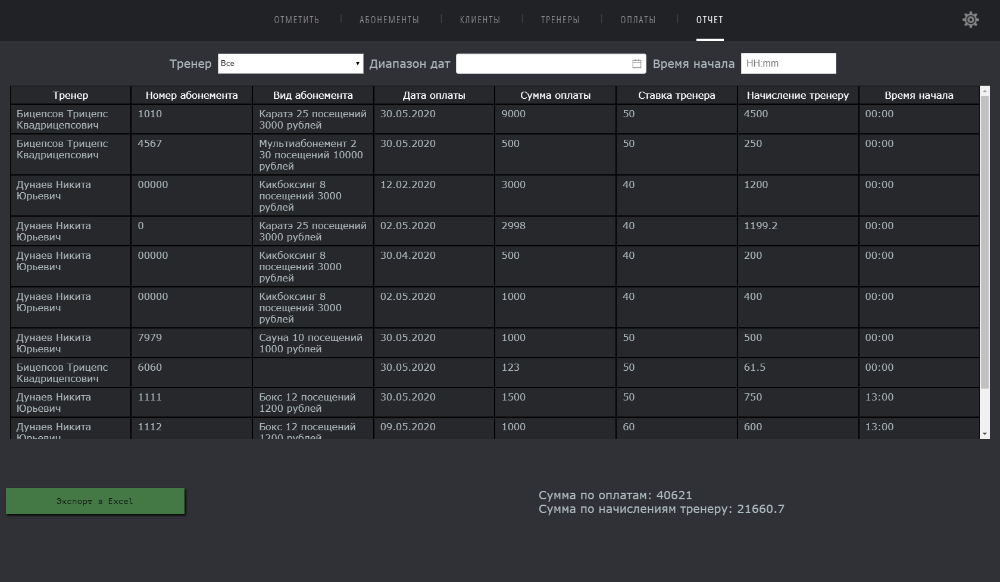 ОТМЕТИТЬ | АБОНЕМЕНТЫ | КЛИЕНТЫ | ТРЕНЕРЫ | ОПЛАТЫ | ОТЧЕТ
Тренер Все Диапазон дат Время начала HH:mm
Тренер Номер абонемента Вид абонемента Дата оплаты Сумма оплаты Ставка тренера Начисление тренеру Время начала
Бицепсов Трицепс 1010 Каратэ 25 посещений 30.05.2020 9000 50 4500 00:00
Квадрицепсович 3000 рублей
Бицепсов Трицепс 4567 Мультиабонемент 2 30.05.2020 500 50 250 00:00
Квадрицепсович 30 посещений 10000
рублей
Дунаев Никита 00000 Кикбоксинг 8 12.02.2020 3000 40 1200 00:00
Юрьевич посещений 3000
рублей
Дунаев Никита 0 Каратэ 25 посещений 02.05.2020 2998 40 1199.2 00:00
Юрьевич 3000 рублей
Дунаев Никита 00000 Кикбоксинг 8 30.04.2020 500 40 200 00:00
Юрьевич посещений 3000
рублей
Дунаев Никита 00000 Кикбоксинг 8 02.05.2020 1000 40 400 00:00
Юрьевич посещений 3000
рублей
Дунаев Никита 7979 Сауна 10 посещений 30.05.2020 1000 50 500 00:00
Юрьевич 1000 рублей
Бицепсов Трицепс 6060 30.05.2020 123 50 61.5 00:00
Квадрицепсович
Дунаев Никита 1111 Бокс 12 посещений 30.05.2020 1500 50 750 13:00
Юрьевич 1200 рублей
Дунаев Никита 1112 Бокс 12 посещений 09.05.2020 1000 60 600 13:00
Юрьевич 1200 рублей
Экспорт в Excel
Сумма по оплатам: 40621
Сумма по начислениям тренеру: 21660.7